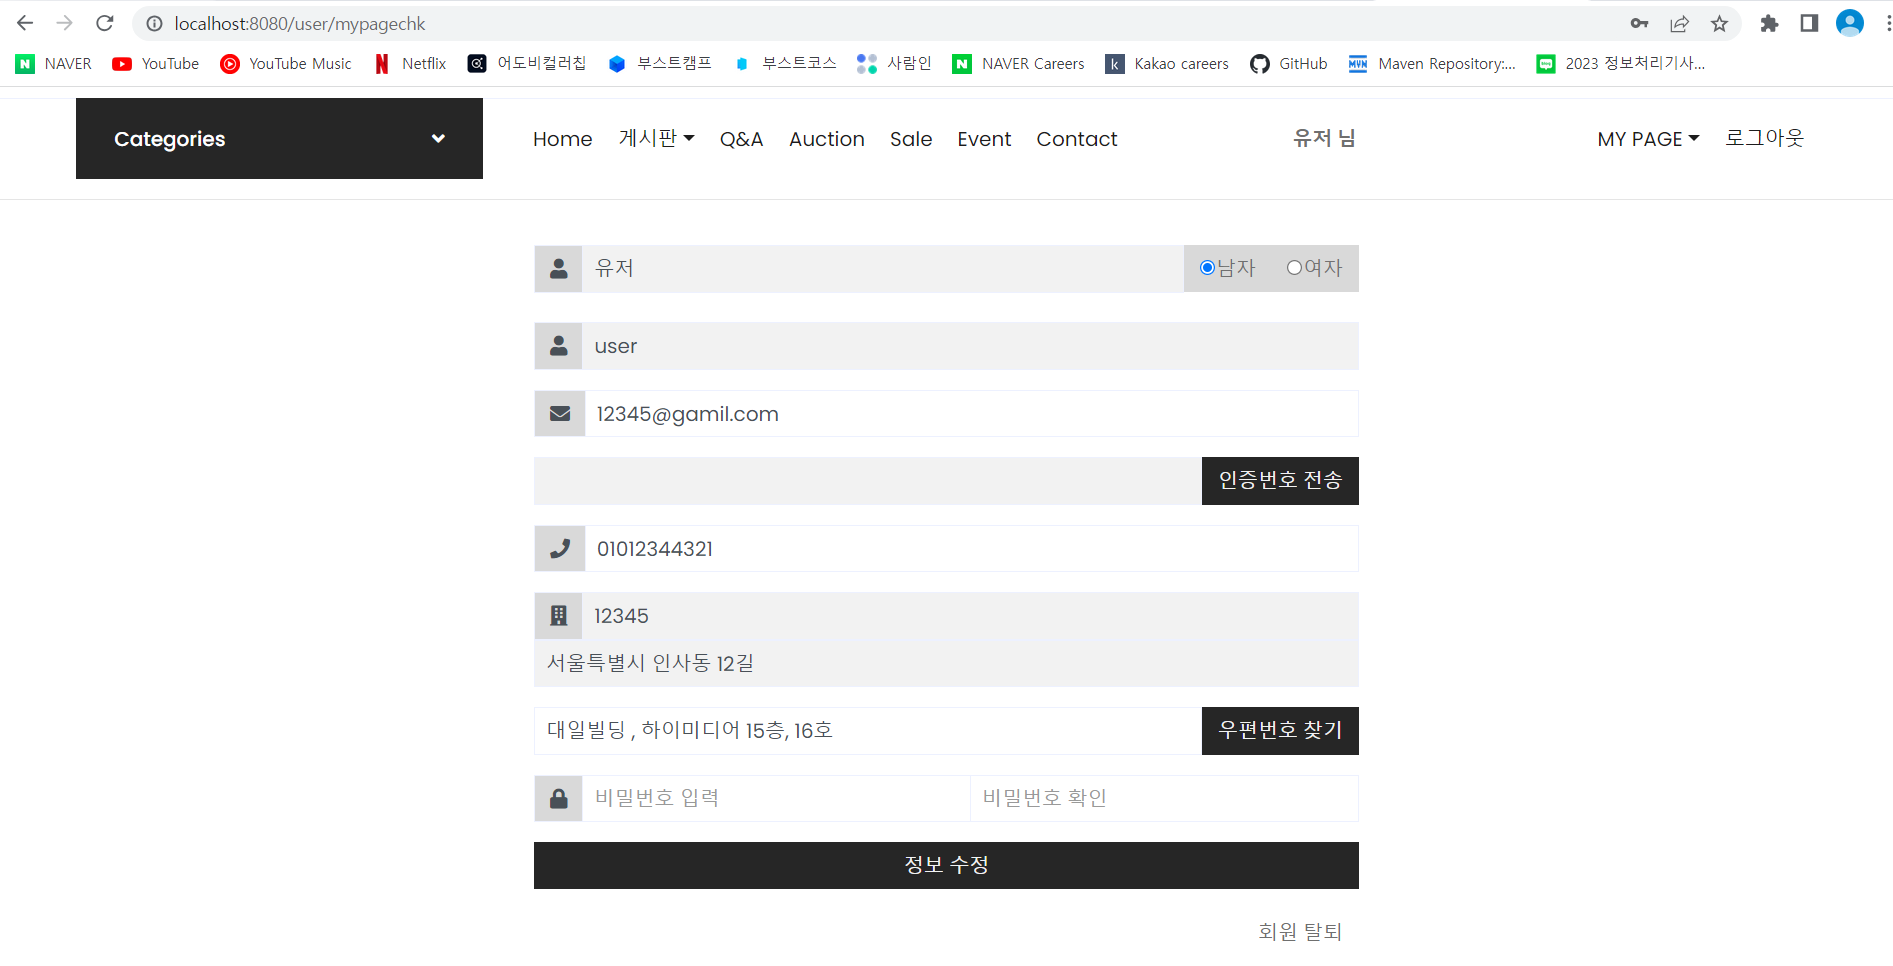 localhost:8080/user/mypagechk
NAVER YouTube YouTube Music Netflix 어도비컬러칩 부스트캠프 부스트코스 사람인 NAVER Careers Kakao careers GitHub Maven Repository:... 2023 정보처리기사...
Categories Home 게시판 Q&A Auction Sale Event Contact 유저 님 MY PAGE 로그아웃
유저 남자 여자
user
12345@gamil.com
인증번호 전송
01012344321
12345
서울특별시 인사동 12길
대일빌딩 , 하이미디어 15층, 16호 우편번호 찾기
비밀번호 입력 비밀번호 확인
정보 수정
회원 탈퇴